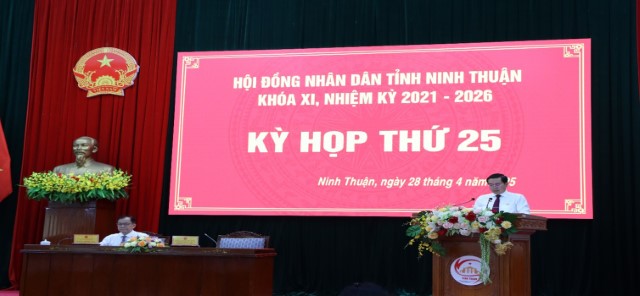 HỘI ĐỒNG NHÂN DÂN TỈNH NINH THUẬN
KHÓA XI, NHIỆM KỲ 2021 - 2026
KỲ HỌP THỨ 25
Ninh Thuận, ngày 28 tháng 4 năm 5